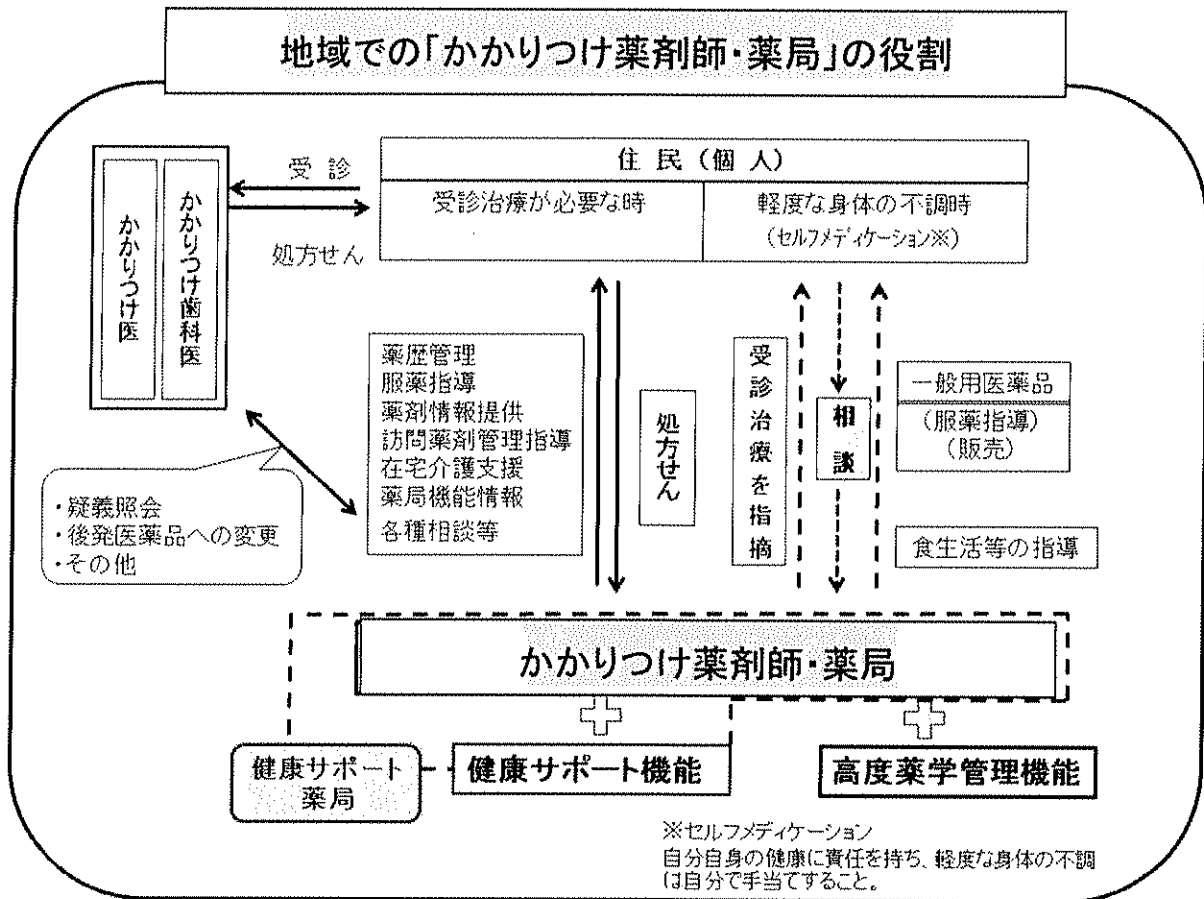 地域での「かかりつけ薬剤師・薬局」の役割
住民(個人)
受診治療が必要な時
軽度な身体の不調時
(セルフメディケーション※)
受診
処方せん
かかりつけ医
かかりつけ歯科医
薬歴管理
服薬指導
薬剤情報提供
訪問薬剤管理指導
在宅介護支援
薬局機能情報
各種相談等
処方せん
受診治療を指摘
相談
一般用医薬品
(服薬指導)
(販売)
食生活等の指導
・疑義照会
・後発医薬品への変更
・その他
かかりつけ薬剤師・薬局
健康サポート
薬局
健康サポート機能
高度薬学管理機能
※セルフメディケーション
自分自身の健康に責任を持ち、軽度な身体の不調
は自分で手当てすること。